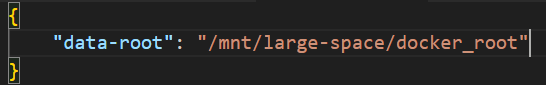 {
    "data-root": "/mnt/large-space/docker_root"
}